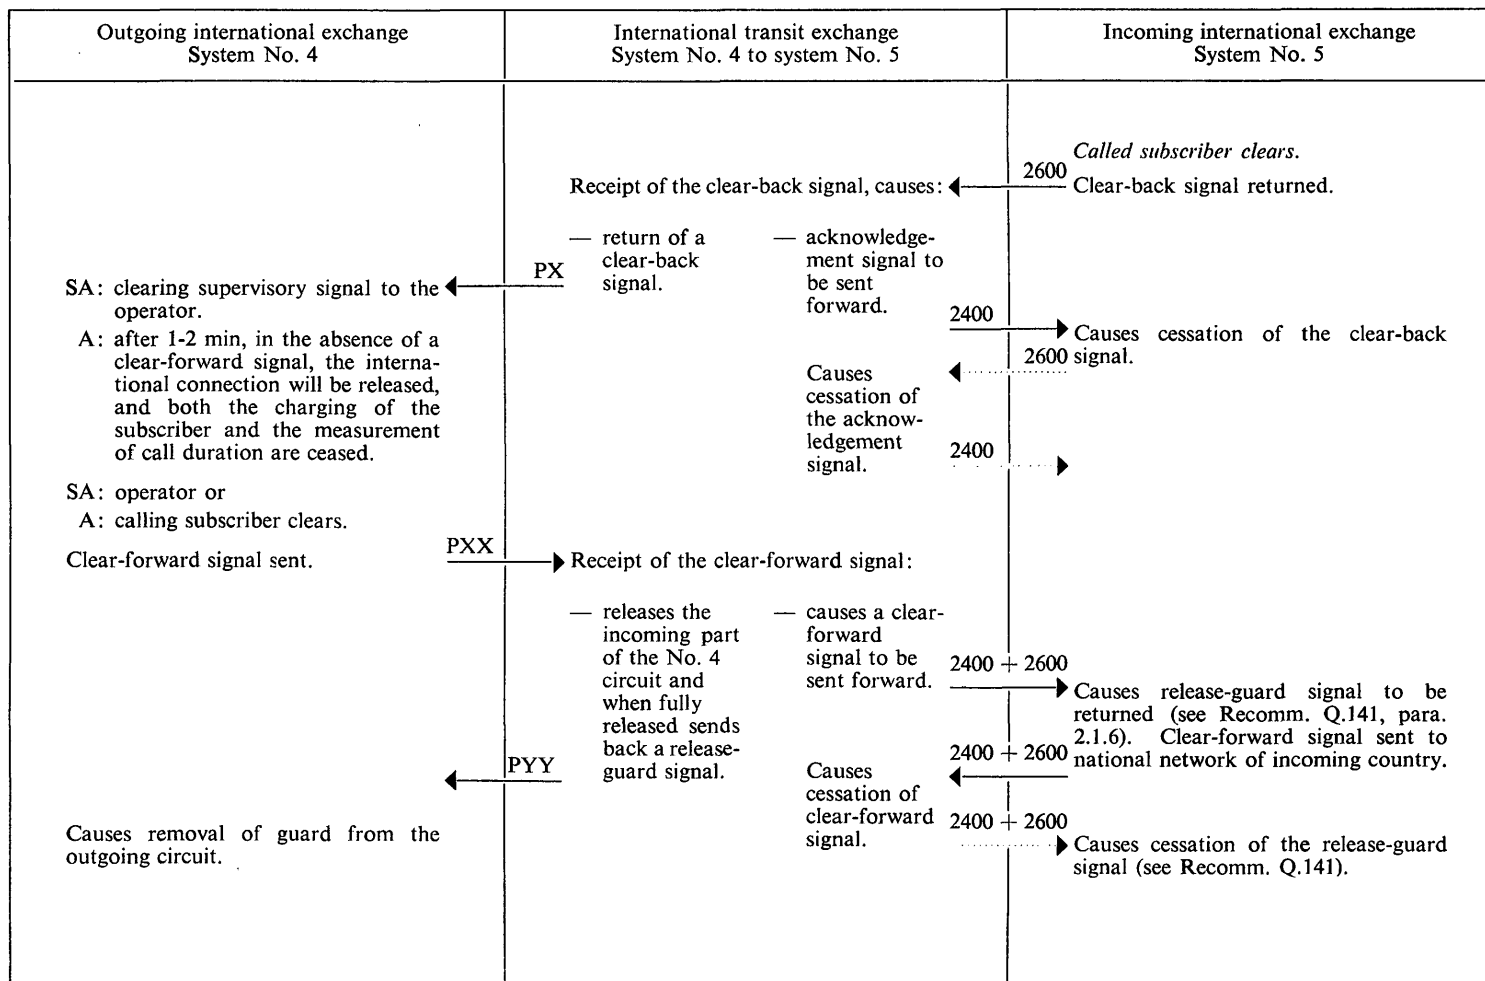 Outgoing international exchange
System No. 4
International transit exchange
System No. 4 to system No. 5
Incoming international exchange
System No. 5
Called subscriber clears.
2600
Receipt of the clear-back signal, causes:
Clear-back signal returned.
— return of a
clear-back
signal.
— acknowledge-
ment signal to
be sent
forward.
PX
SA: clearing supervisory signal to the
operator.
A: after 1-2 min, in the absence of a
clear-forward signal, the interna-
tional connection will be released,
and both the charging of the
subscriber and the measurement
of call duration are ceased.
2400
Causes cessation of the clear-back
signal.
2600
Causes
cessation of
the acknow-
ledgement
signal.
2400
SA: operator or
A: calling subscriber clears.
Clear-forward signal sent.
PXX
Receipt of the clear-forward signal:
— releases the
incoming part
of the No. 4
circuit and
when fully
released sends
back a release-
guard signal.
— causes a clear-
forward
signal to be
sent forward.
2400 + 2600
Causes release-guard signal to be
returned (see Recomm. Q.141, para.
2.1.6). Clear-forward signal sent to
national network of incoming country.
2400 + 2600
PYY
Causes
cessation of
clear-forward
signal.
2400 + 2600
Causes removal of guard from the
outgoing circuit.
Causes cessation of the release-guard
signal (see Recomm. Q.141).